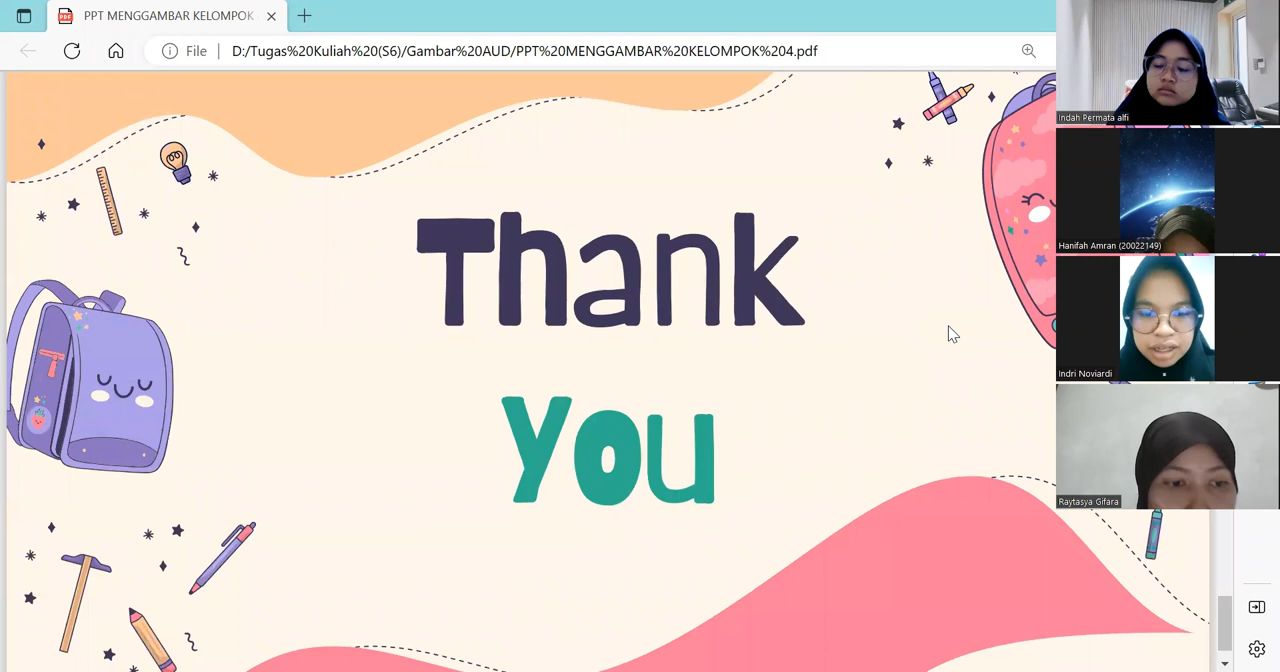 PPT MENGGAMBAR KELOMPOK
File
D:/Tugas%20Kuliah%20(S6)/Gambar%20AUD/PPT%20MENGGAMBAR%20KELOMPOK%204.pdf
Thank
You
Indah Permata alfi
Hanifah Amran (20022149)
Indri Noviardi
Raytasya Gifara